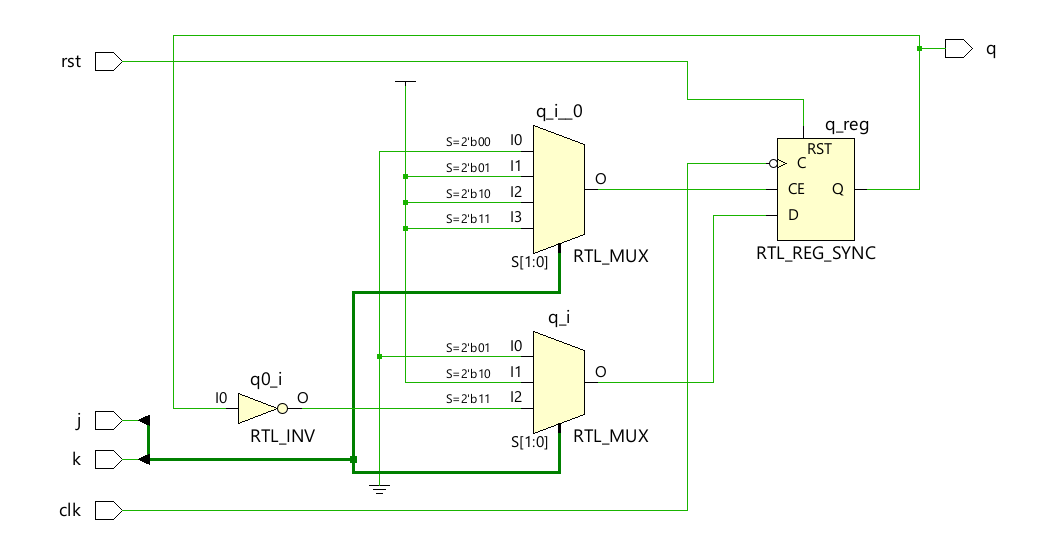 q
rst
q_i__0
q_reg
S=2'b00 I0
S=2'b01 I1
S=2'b10 I2
S=2'b11 I3
O
S[1:0]
RTL_MUX
RST
C
CE Q
D
RTL_REG_SYNC
q_i
S=2'b01 I0
S=2'b10 I1
S=2'b11 I2
O
S[1:0]
RTL_MUX
q0_i
I0 O
RTL_INV
j
k
clk